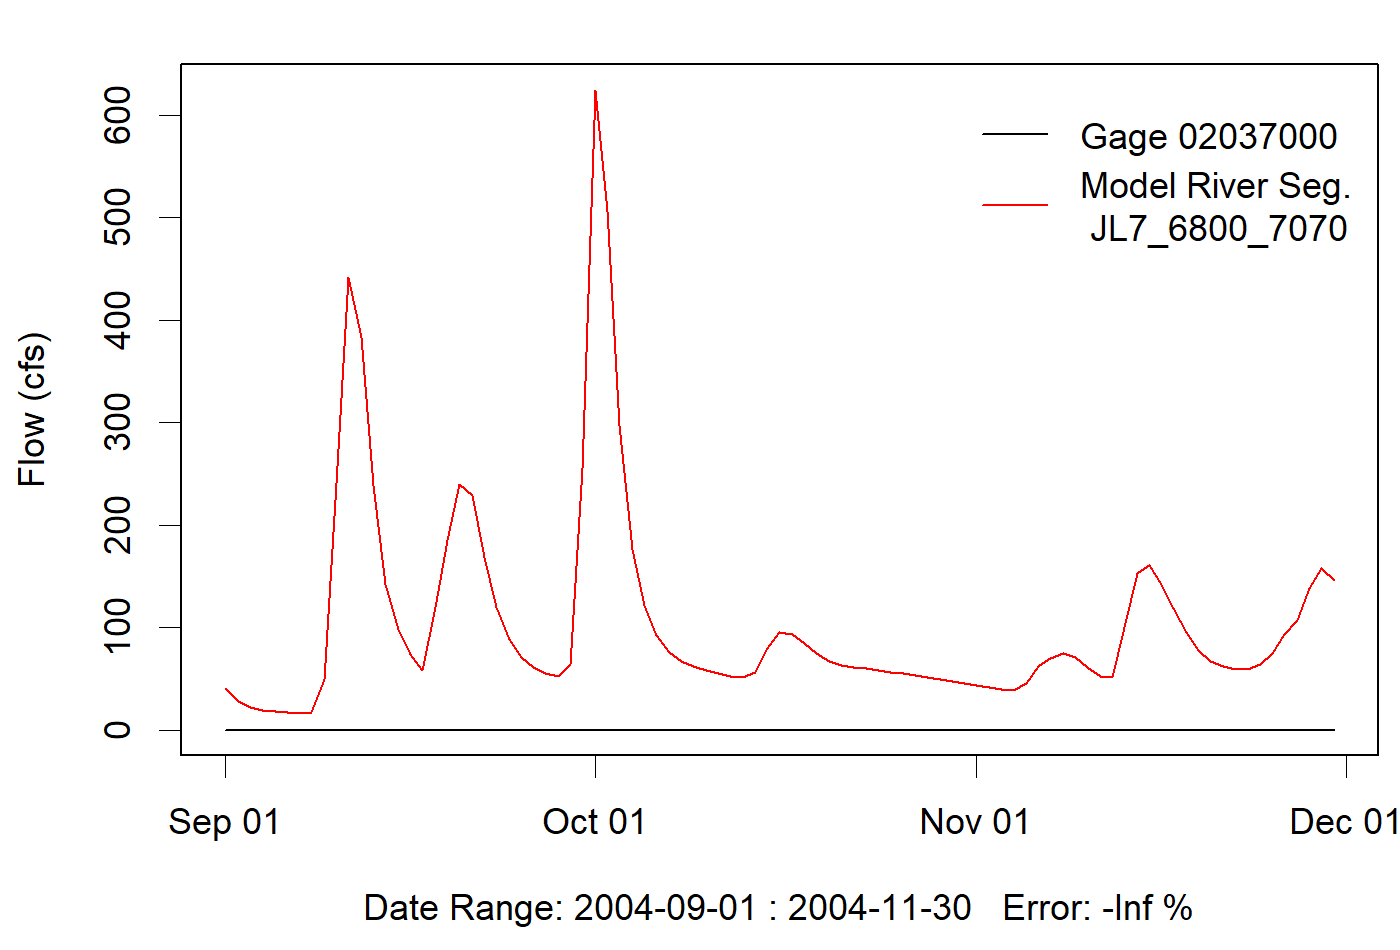 Flow (cfs)
600
500
400
300
200
100
0
Gage 02037000
Model River Seg.
JL7_6800_7070
Sep 01
Oct 01
Nov 01
Dec 01
Date Range: 2004-09-01 : 2004-11-30   Error: -Inf %